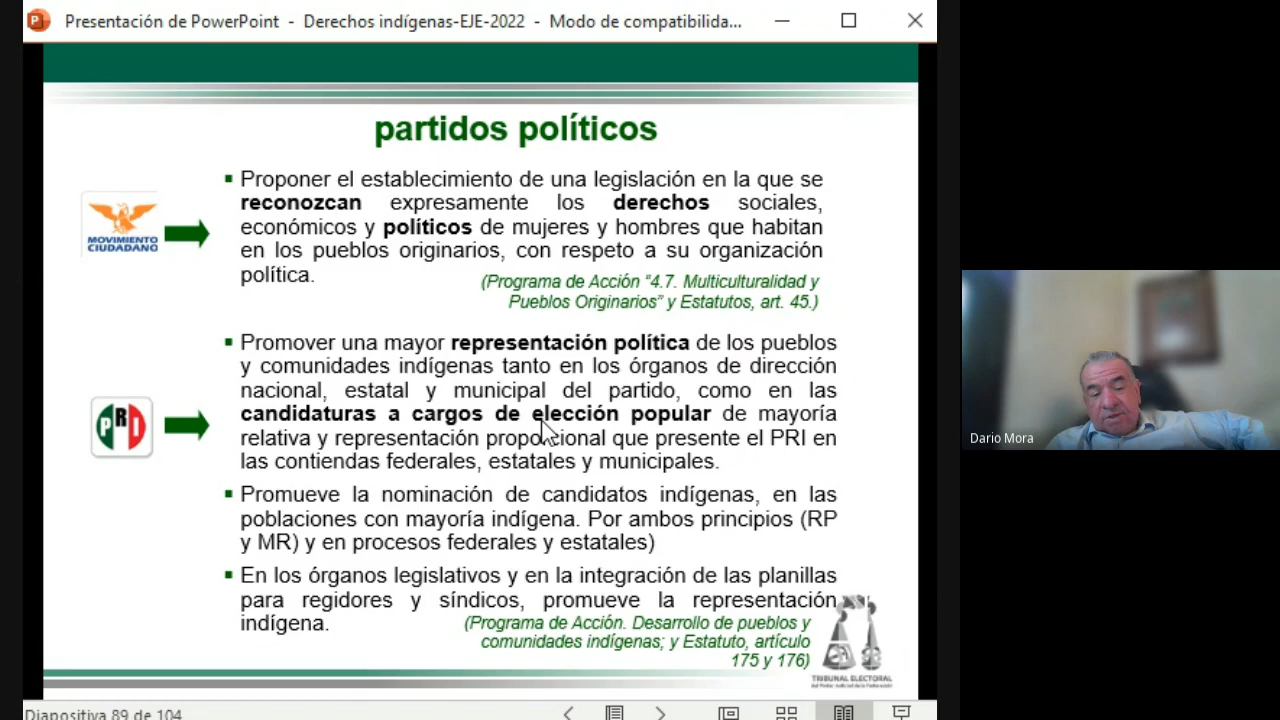 Presentación de PowerPoint - Derechos indígenas-EJE-2022 - Modo de compatibilida...
partidos políticos
▪ Proponer el establecimiento de una legislación en la que se
reconozcan expresamente los derechos sociales,
económicos y políticos de mujeres y hombres que habitan
en los pueblos originarios, con respeto a su organización
política.
(Programa de Acción "4.7. Multiculturalidad y
Pueblos Originarios" y Estatutos, art. 45.)
MOVIMIENTO
CIUDADANO
▪ Promover una mayor representación política de los pueblos
y comunidades indígenas tanto en los órganos de dirección
nacional, estatal y municipal del partido, como en las
candidaturas a cargos de elección popular de mayoría
relativa y representación proporcional que presente el PRI en
las contiendas federales, estatales y municipales.
PRI
▪ Promueve la nominación de candidatos indígenas, en las
poblaciones con mayoría indígena. Por ambos principios (RP
y MR) y en procesos federales y estatales)
▪ En los órganos legislativos y en la integración de las planillas
para regidores y síndicos, promueve la representación
indígena.
(Programa de Acción. Desarrollo de pueblos y
comunidades indígenas; y Estatuto, artículo
175 y 176)
TRIBUNAL ELECTORAL
del Poder Judicial de la Federación
Diapositiva 89 de 104
Dario Mora